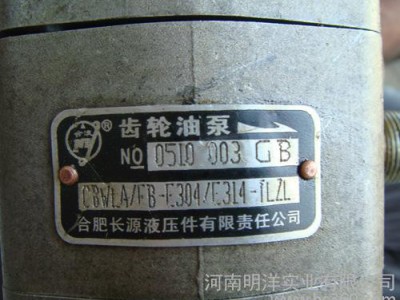 ®
齿轮油泵
NO 0510 003 GB
CBWLA/FB-E304/E314-fLZL
合肥长源液压件有限责任公司
河南明洋实业有限公司